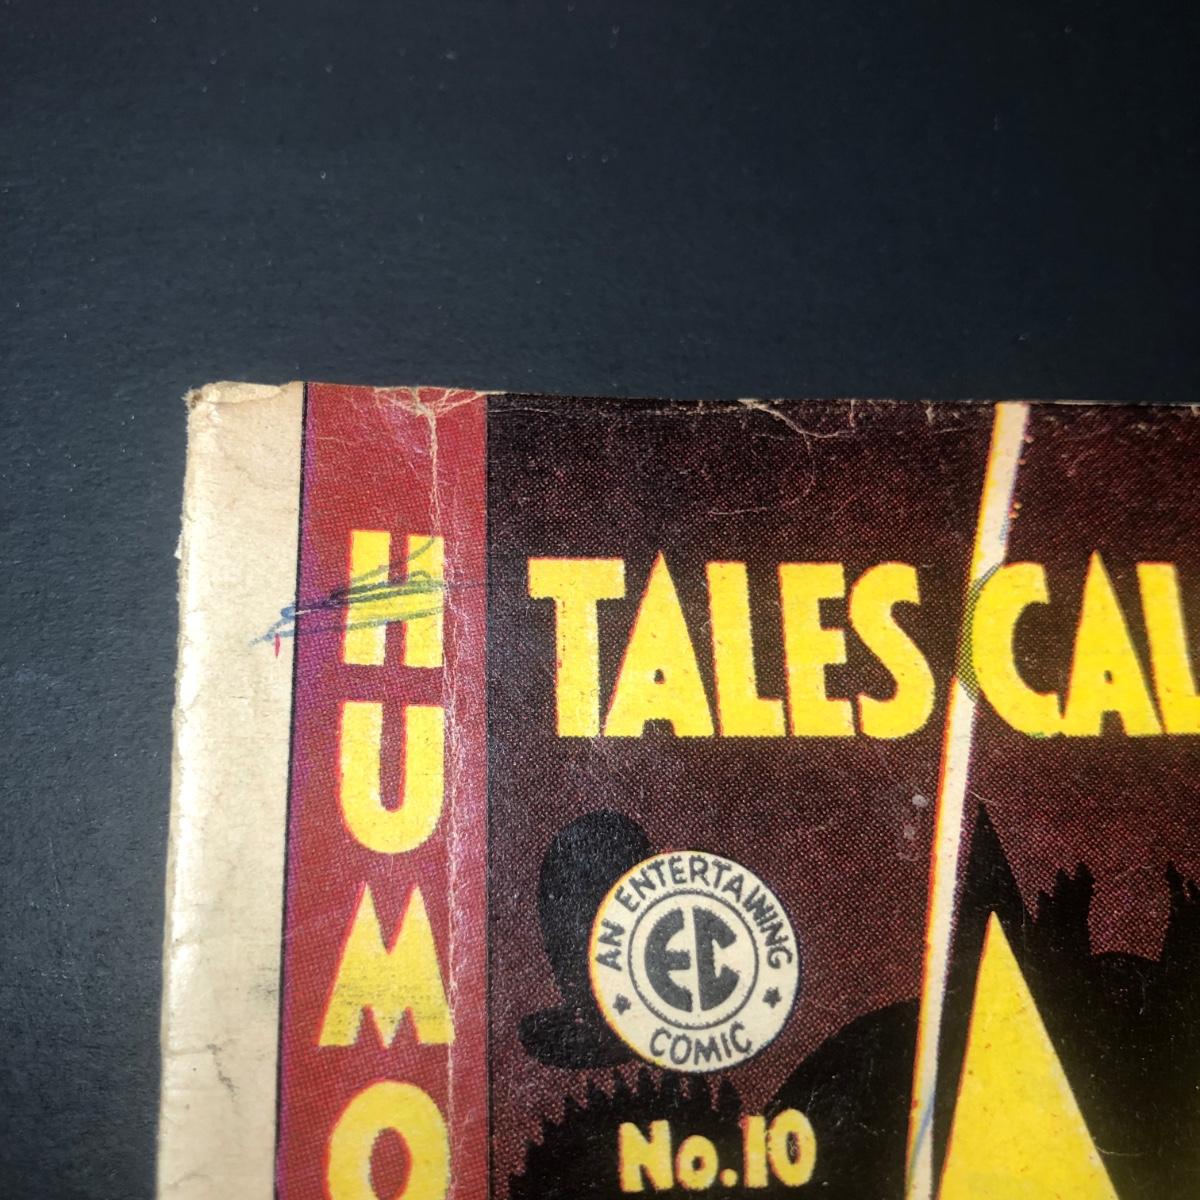 HUMO
TALES CAL
AN ENTERTAINING
EC
COMIC
No.10